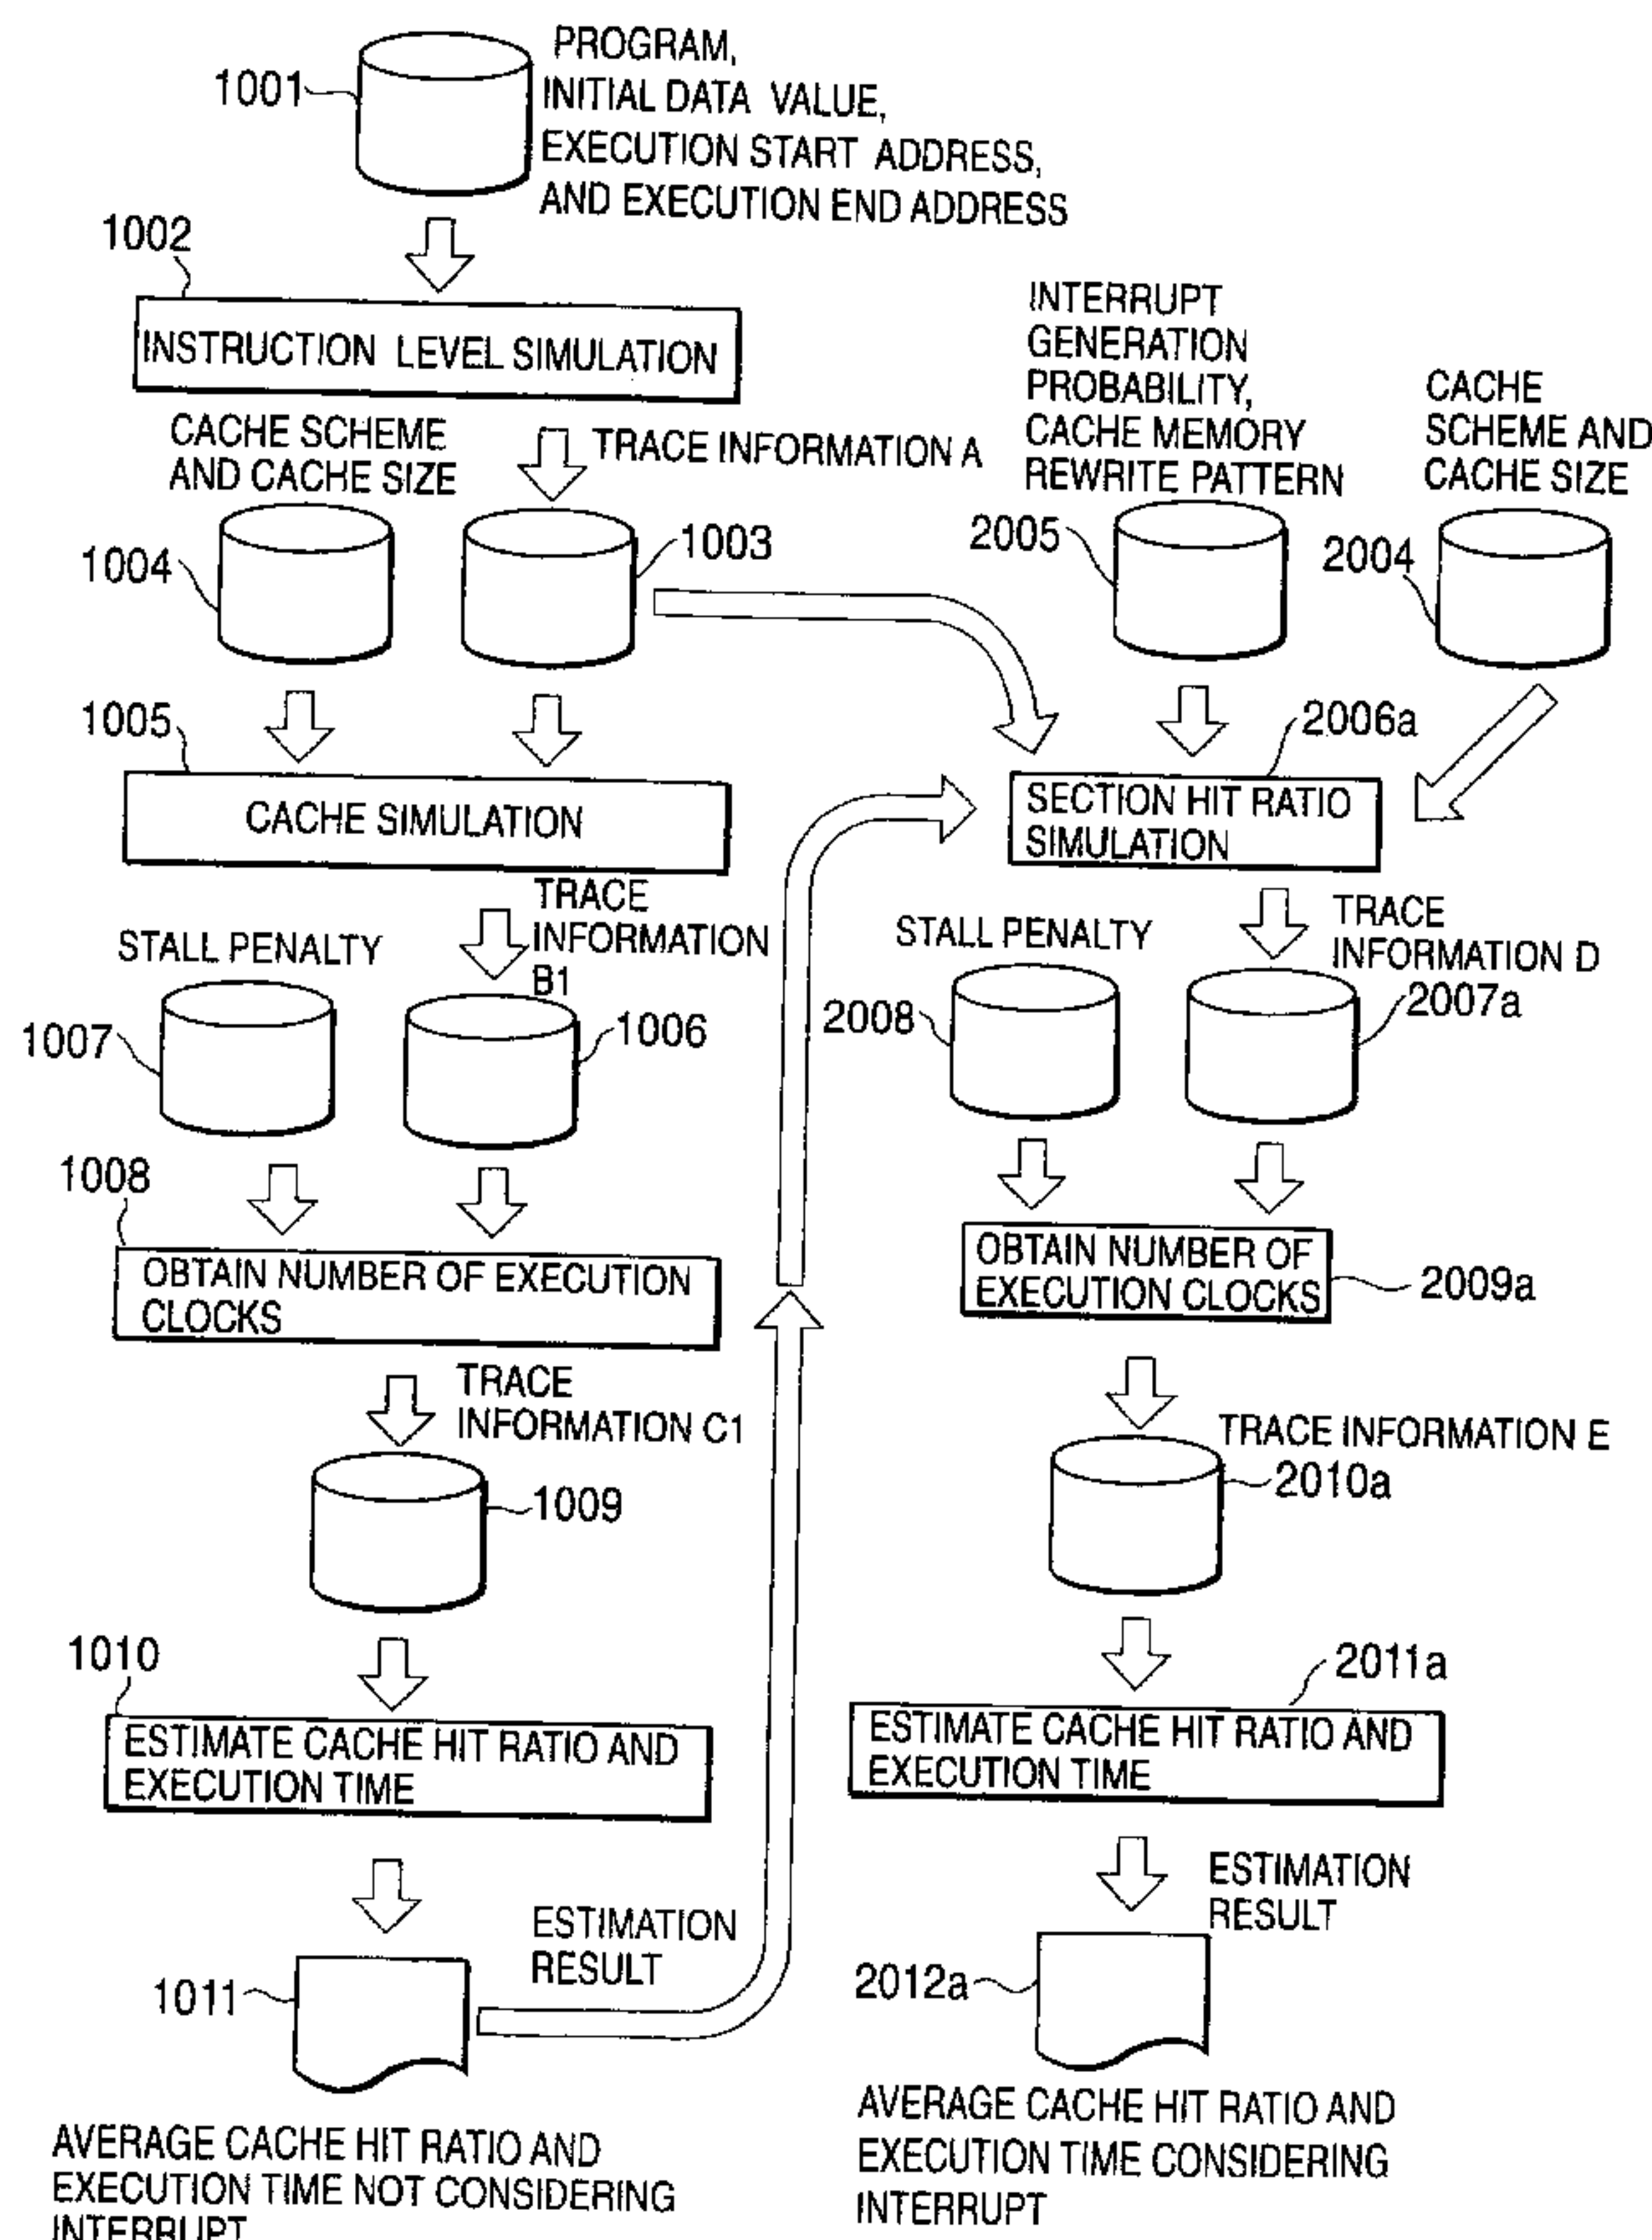 PROGRAM,
INITIAL DATA VALUE,
EXECUTION START ADDRESS,
AND EXECUTION END ADDRESS
1001
1002
INSTRUCTION LEVEL SIMULATION
CACHE SCHEME
AND CACHE SIZE
TRACE INFORMATION A
1004
1003
INTERRUPT
GENERATION
PROBABILITY,
CACHE MEMORY
REWRITE PATTERN
CACHE
SCHEME AND
CACHE SIZE
2005
2004
1005
CACHE SIMULATION
2006a
SECTION HIT RATIO
SIMULATION
TRACE
INFORMATION
B1
STALL PENALTY
1007
1006
STALL PENALTY
TRACE
INFORMATION D
2008
2007a
1008
OBTAIN NUMBER OF EXECUTION
CLOCKS
OBTAIN NUMBER OF
EXECUTION CLOCKS
2009a
TRACE
INFORMATION C1
1009
TRACE INFORMATION E
2010a
1010
ESTIMATE CACHE HIT RATIO AND
EXECUTION TIME
2011a
ESTIMATE CACHE HIT RATIO AND
EXECUTION TIME
ESTIMATION
RESULT
1011
ESTIMATION
RESULT
2012a
AVERAGE CACHE HIT RATIO AND
EXECUTION TIME NOT CONSIDERING
INTERRUPT
AVERAGE CACHE HIT RATIO AND
EXECUTION TIME CONSIDERING
INTERRUPT